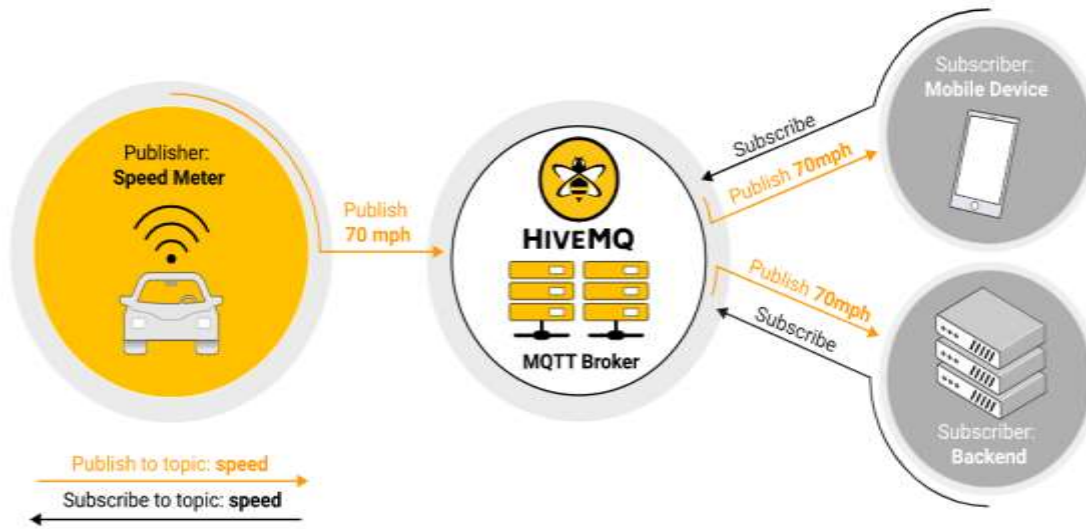 Publisher:
Speed Meter
Publish
70 mph
HIVEMQ
MQTT Broker
Subscribe
Publish 70mph
Publish 70mph
Subscribe
Subscriber:
Mobile Device
Subscriber:
Backend
Publish to topic: speed
Subscribe to topic: speed